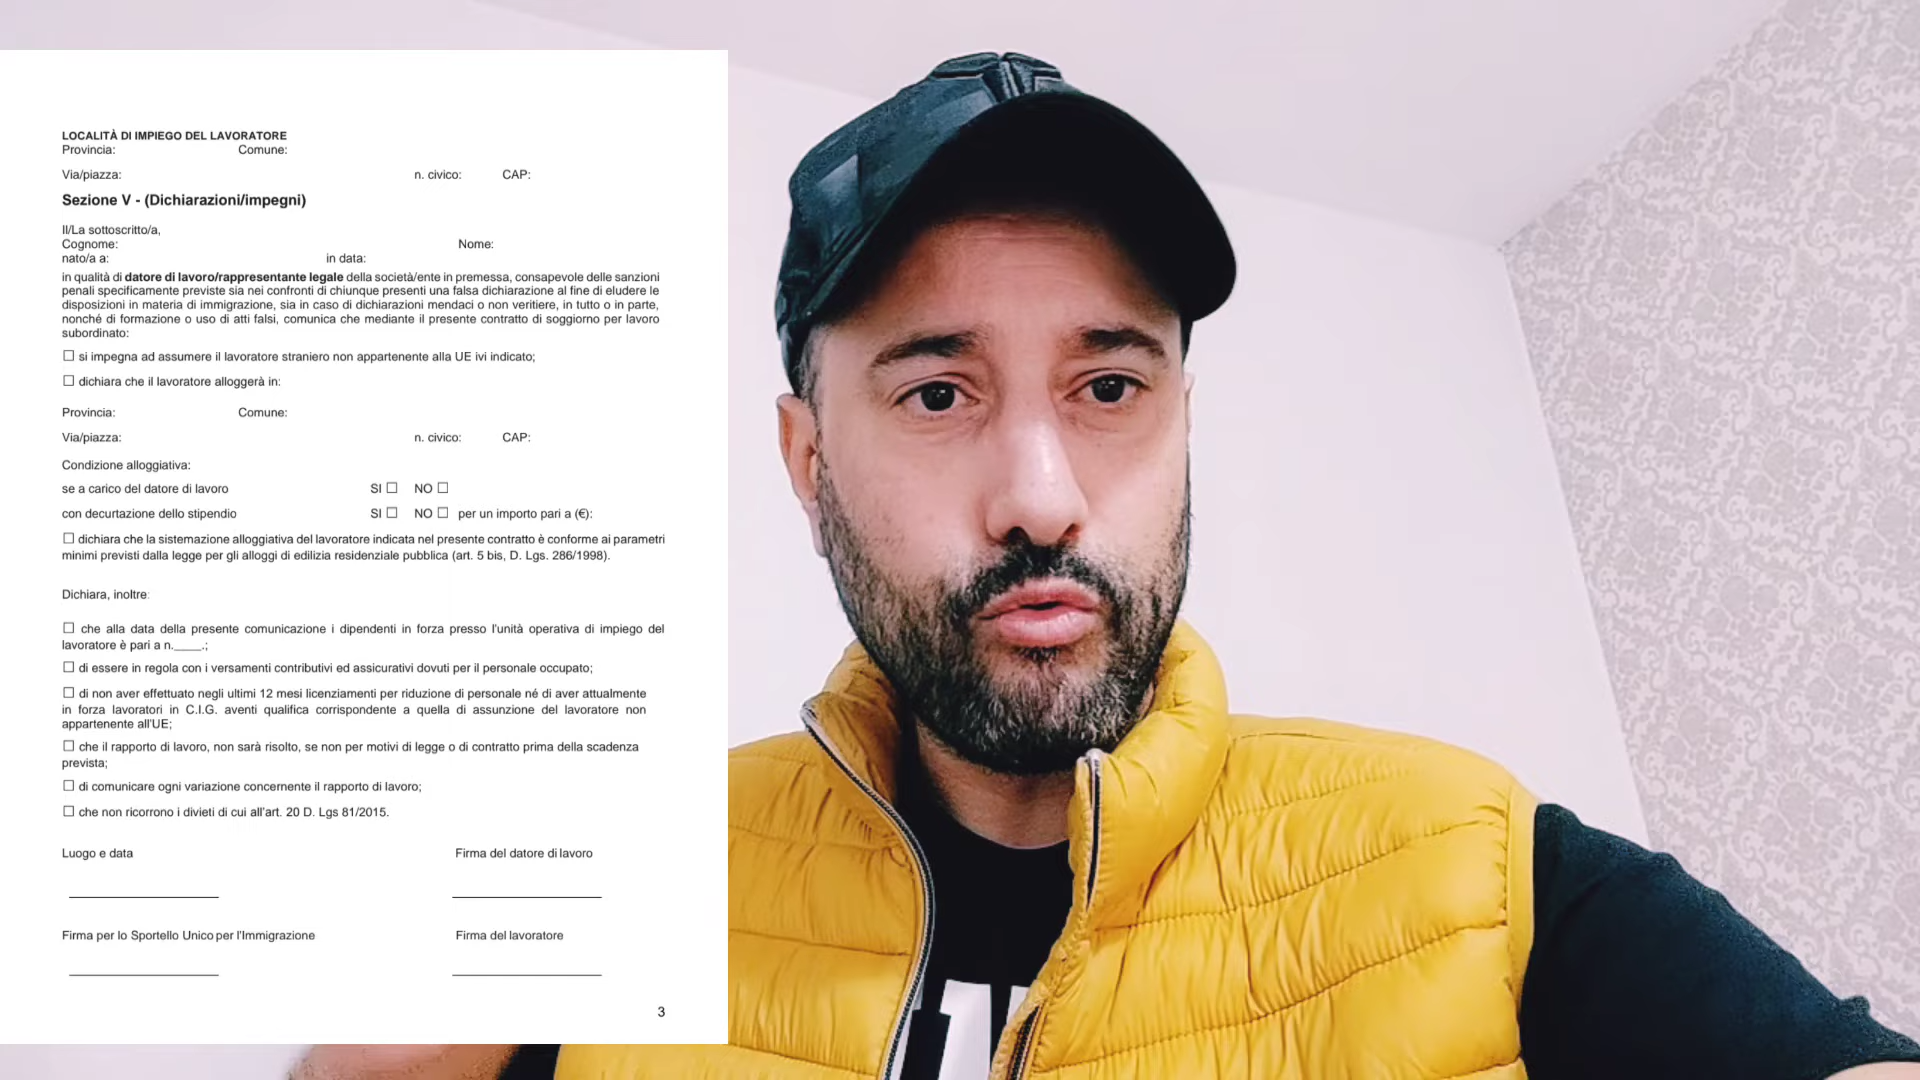 LOCALITÀ DI IMPIEGO DEL LAVORATORE
Provincia: Comune:
Via/piazza: n. civico: CAP:
Sezione V - (Dichiarazioni/impegni)
Il/La sottoscritto/a,
Cognome: Nome:
nato/a a: in data:
in qualità di datore di lavoro/rappresentante legale della società/ente in premessa, consapevole delle sanzioni
penali specificamente previste sia nei confronti di chiunque presenti una falsa dichiarazione al fine di eludere le
disposizioni in materia di immigrazione, sia in caso di dichiarazioni mendaci o non veritiere, in tutto o in parte,
nonché di formazione o uso di atti falsi, comunica che mediante il presente contratto di soggiorno per lavoro
subordinato:
☐ si impegna ad assumere il lavoratore straniero non appartenente alla UE ivi indicato;
☐ dichiara che il lavoratore alloggerà in:
Provincia: Comune:
Via/piazza: n. civico: CAP:
Condizione alloggiativa:
se a carico del datore di lavoro SI ☐ NO ☐
con decurtazione dello stipendio SI ☐ NO ☐ per un importo pari a (€):
☐ dichiara che la sistemazione alloggiativa del lavoratore indicata nel presente contratto è conforme ai parametri
minimi previsti dalla legge per gli alloggi di edilizia residenziale pubblica (art. 5 bis, D. Lgs. 286/1998).
Dichiara, inoltre:
☐ che alla data della presente comunicazione i dipendenti in forza presso l'unità operativa di impiego del
lavoratore è pari a n.____.;
☐ di essere in regola con i versamenti contributivi ed assicurativi dovuti per il personale occupato;
☐ di non aver effettuato negli ultimi 12 mesi licenziamenti per riduzione di personale né di aver attualmente
in forza lavoratori in C.I.G. aventi qualifica corrispondente a quella di assunzione del lavoratore non
appartenente all'UE;
☐ che il rapporto di lavoro, non sarà risolto, se non per motivi di legge o di contratto prima della scadenza
prevista;
☐ di comunicare ogni variazione concernente il rapporto di lavoro;
☐ che non ricorrono i divieti di cui all'art. 20 D. Lgs 81/2015.
Luogo e data Firma del datore di lavoro
Firma per lo Sportello Unico per l'Immigrazione Firma del lavoratore
3